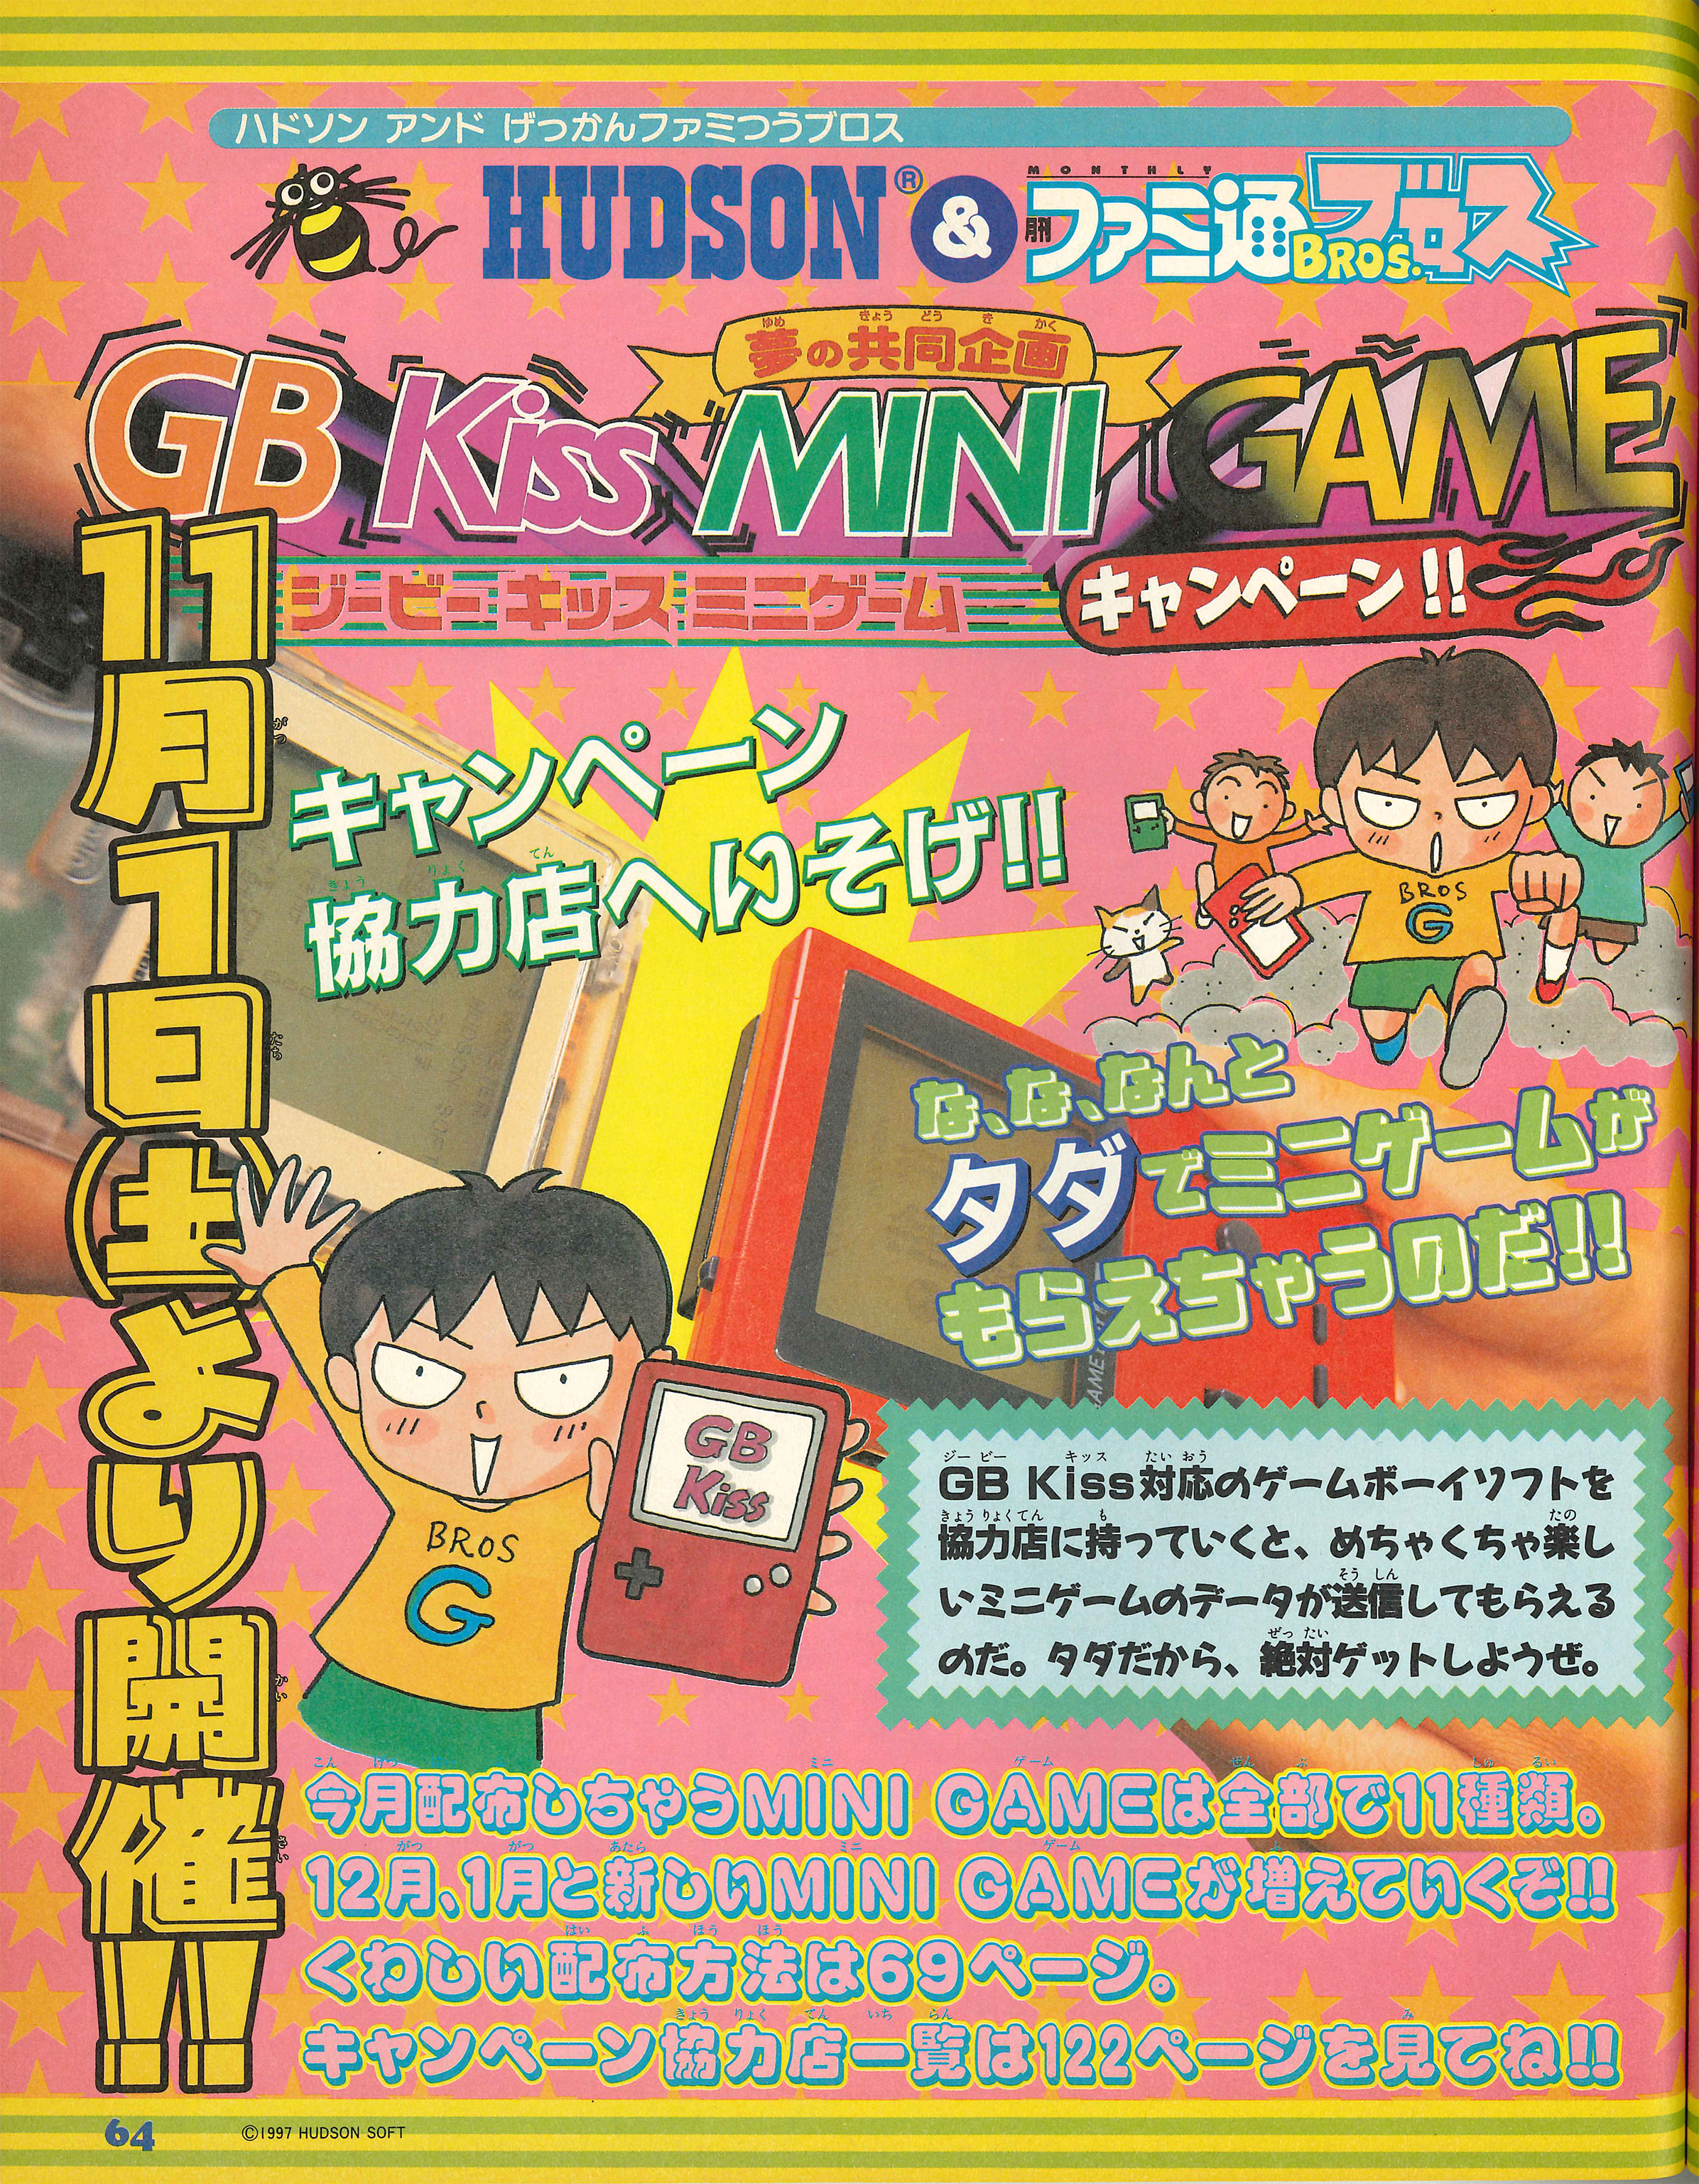 ハドソン アンド げっかんファミつうブロス
HUDSON® & MONTHLY 月刊ファミ通ブロス BROS.
夢の共同企画
GB Kiss MINI GAME
ジービーキッスミニゲーム
キャンペーン!!
11月1日(土)より開催!!
キャンペーン
協力店へいそげ!!
BROS
G
な、な、なんと
タダでミニゲームが
もらえちゃうのだ!!
GB
Kiss
BROS
G
GB Kiss対応のゲームボーイソフトを
協力店に持っていくと、めちゃくちゃ楽し
いミニゲームのデータが送信してもらえる
のだ。タダだから、絶対ゲットしようぜ。
今月配布しちゃうMINI GAMEは全部で11種類。
12月、1月と新しいMINI GAMEが増えていくぞ!!
くわしい配布方法は69ページ。
キャンペーン協力店一覧は122ページを見てね!!
64
©1997 HUDSON SOFT